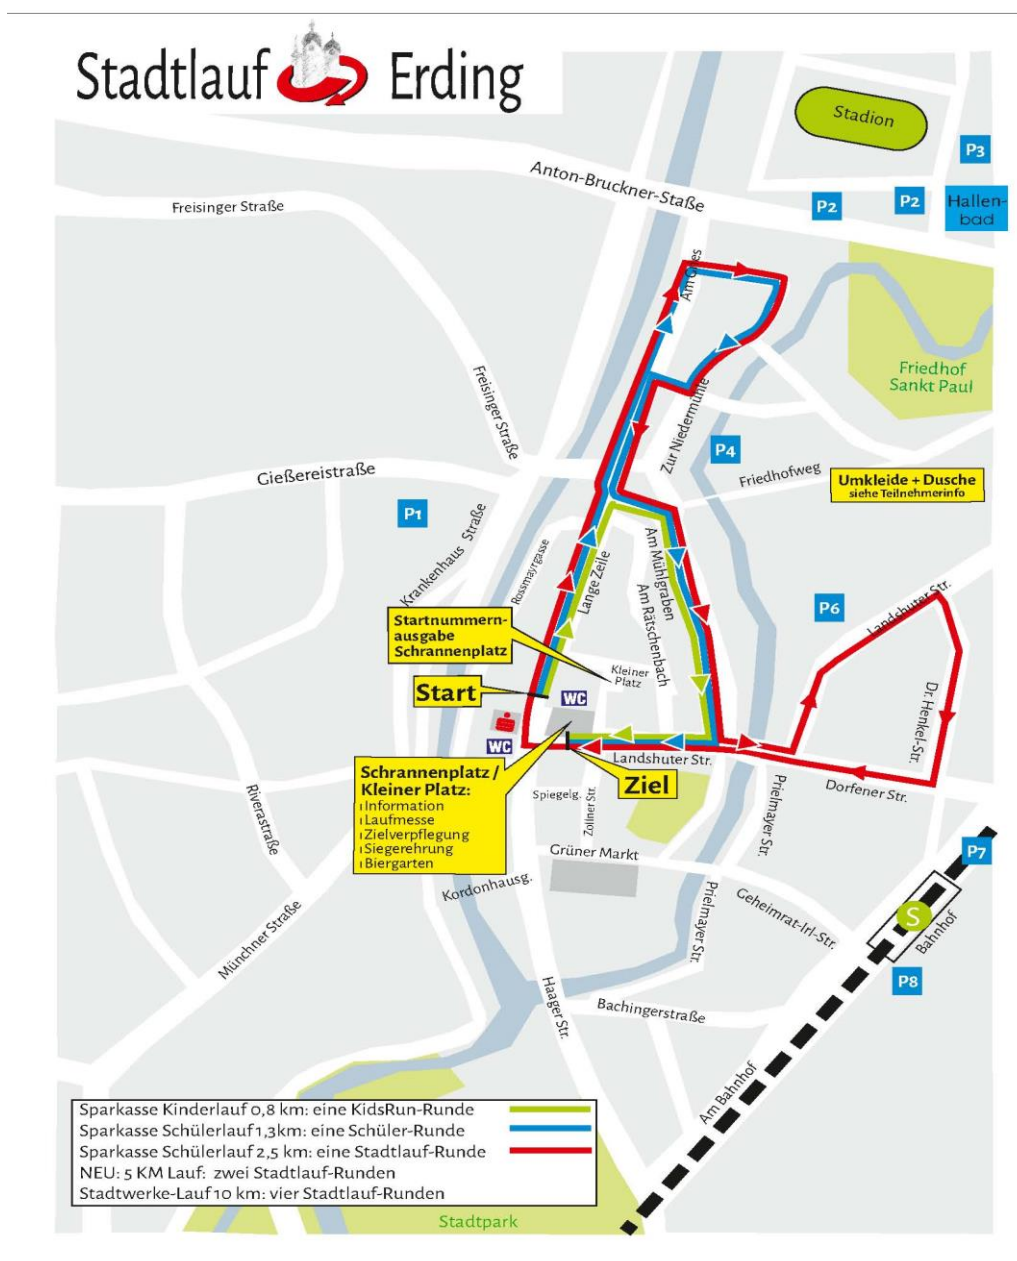 Stadtlauf Erding
Stadion
P3
Anton-Bruckner-Staße
P2
P2
Hallen-
bad
Freisinger Straße
Am Gries
Friedhof
Sankt Paul
Freisinger Straße
Zur Niedermühle
P4
Gießereistraße
Friedhofweg
Umkleide + Dusche
siehe Teilnehmerinfo
P1
Krankenhaus Straße
Rossmayrgasse
Lange Zeile
Am Mühlgraben
Am Rätschenbach
P6
Landshuter Str.
Startnummern-
ausgabe
Schrannenplatz
Kleiner
Platz
Start
WC
WC
Dr. Henkel-Str.
Landshuter Str.
Schrannenplatz /
Kleiner Platz:
Information
Laufmesse
Zielverpflegung
Siegerehrung
Biergarten
Ziel
Dorfener Str.
Spiegelg.
Zollner Str.
Prielmayer Str.
Riverastraße
Grüner Markt
P7
Kordonhausg.
Prielmayer Str.
Geheimrat-Irl-Str.
S
Bahnhof
Münchner Straße
P8
Haager Str.
Bachingerstraße
Am Bahnhof
Sparkasse Kinderlauf 0,8 km: eine KidsRun-Runde
Sparkasse Schülerlauf 1,3km: eine Schüler-Runde
Sparkasse Schülerlauf 2,5 km: eine Stadtlauf-Runde
NEU: 5 KM Lauf: zwei Stadtlauf-Runden
Stadtwerke-Lauf 10 km: vier Stadtlauf-Runden
Stadtpark